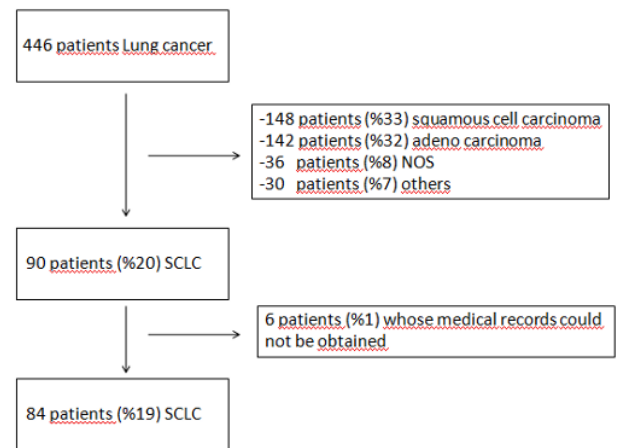 446 patients Lung cancer
-148 patients (%33) squamous cell carcinoma
-142 patients (%32) adeno carcinoma
-36 patients (%8) NOS
-30 patients (%7) others
90 patients (%20) SCLC
6 patients (%1) whose medical records could
not be obtained
84 patients (%19) SCLC